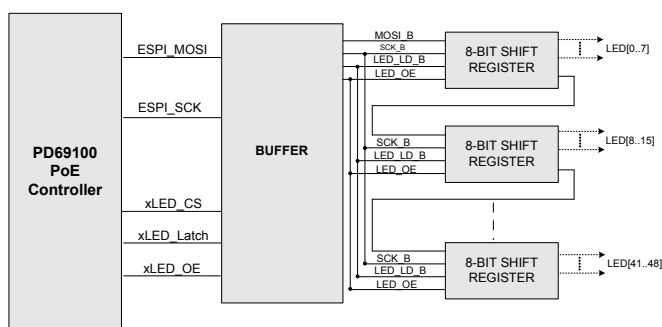 PD69100
PoE
Controller
ESPI_MOSI
ESPI_SCK
xLED_CS
xLED_Latch
xLED_OE
BUFFER
MOSI_B
SCK_B
LED_LD_B
LED_OE
8-BIT SHIFT
REGISTER
LED[0..7]
SCK_B
LED_LD_B
LED_OE
8-BIT SHIFT
REGISTER
LED[8..15]
SCK_B
LED_LD_B
LED_OE
8-BIT SHIFT
REGISTER
LED[41..48]